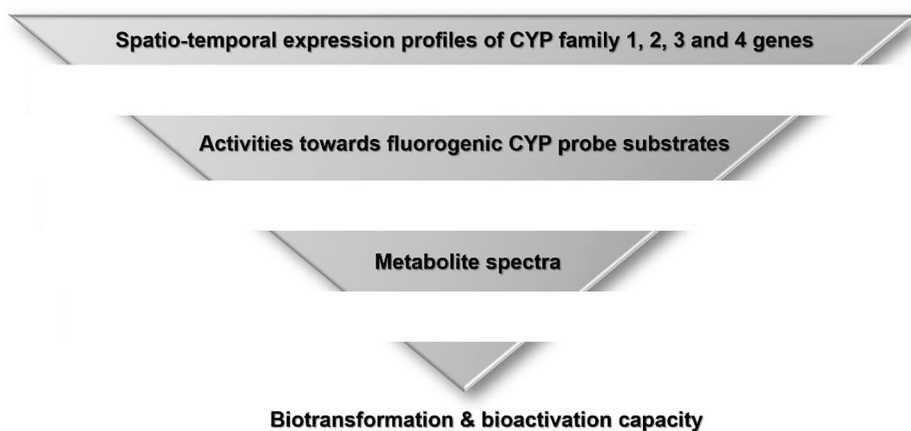 Spatio-temporal expression profiles of CYP family 1, 2, 3 and 4 genes
Activities towards fluorogenic CYP probe substrates
Metabolite spectra
Biotransformation & bioactivation capacity